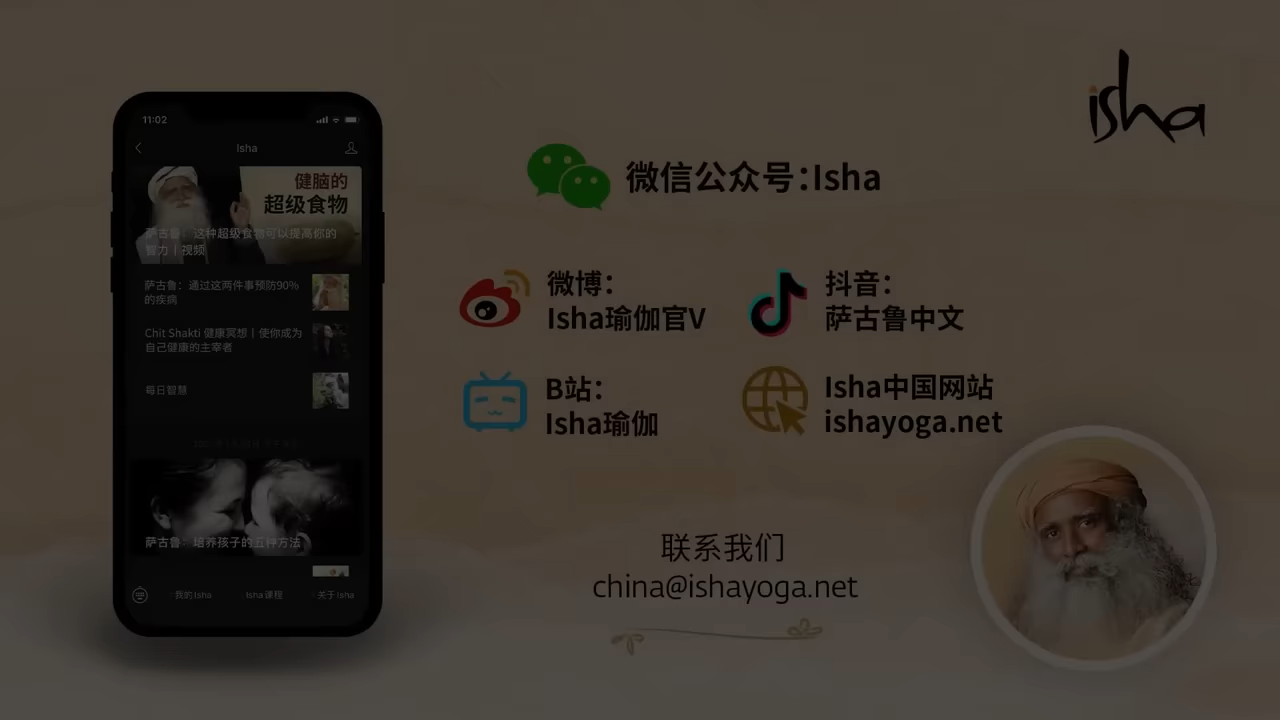 isha
11:02
Isha
健脑的
超级食物
萨古鲁：这种超级食物可以提高你的
智力丨视频
萨古鲁：通过这两件事预防90%
的疾病
Chit Shakti 健康冥想丨使你成为
自己健康的主宰者
每日智慧
萨古鲁：培养孩子的五种方法
我的Isha
Isha课程
关于Isha
微信公众号：Isha
微博：
Isha瑜伽官V
抖音：
萨古鲁中文
B站：
Isha瑜伽
Isha中国网站
ishayoga.net
联系我们
china@ishayoga.net